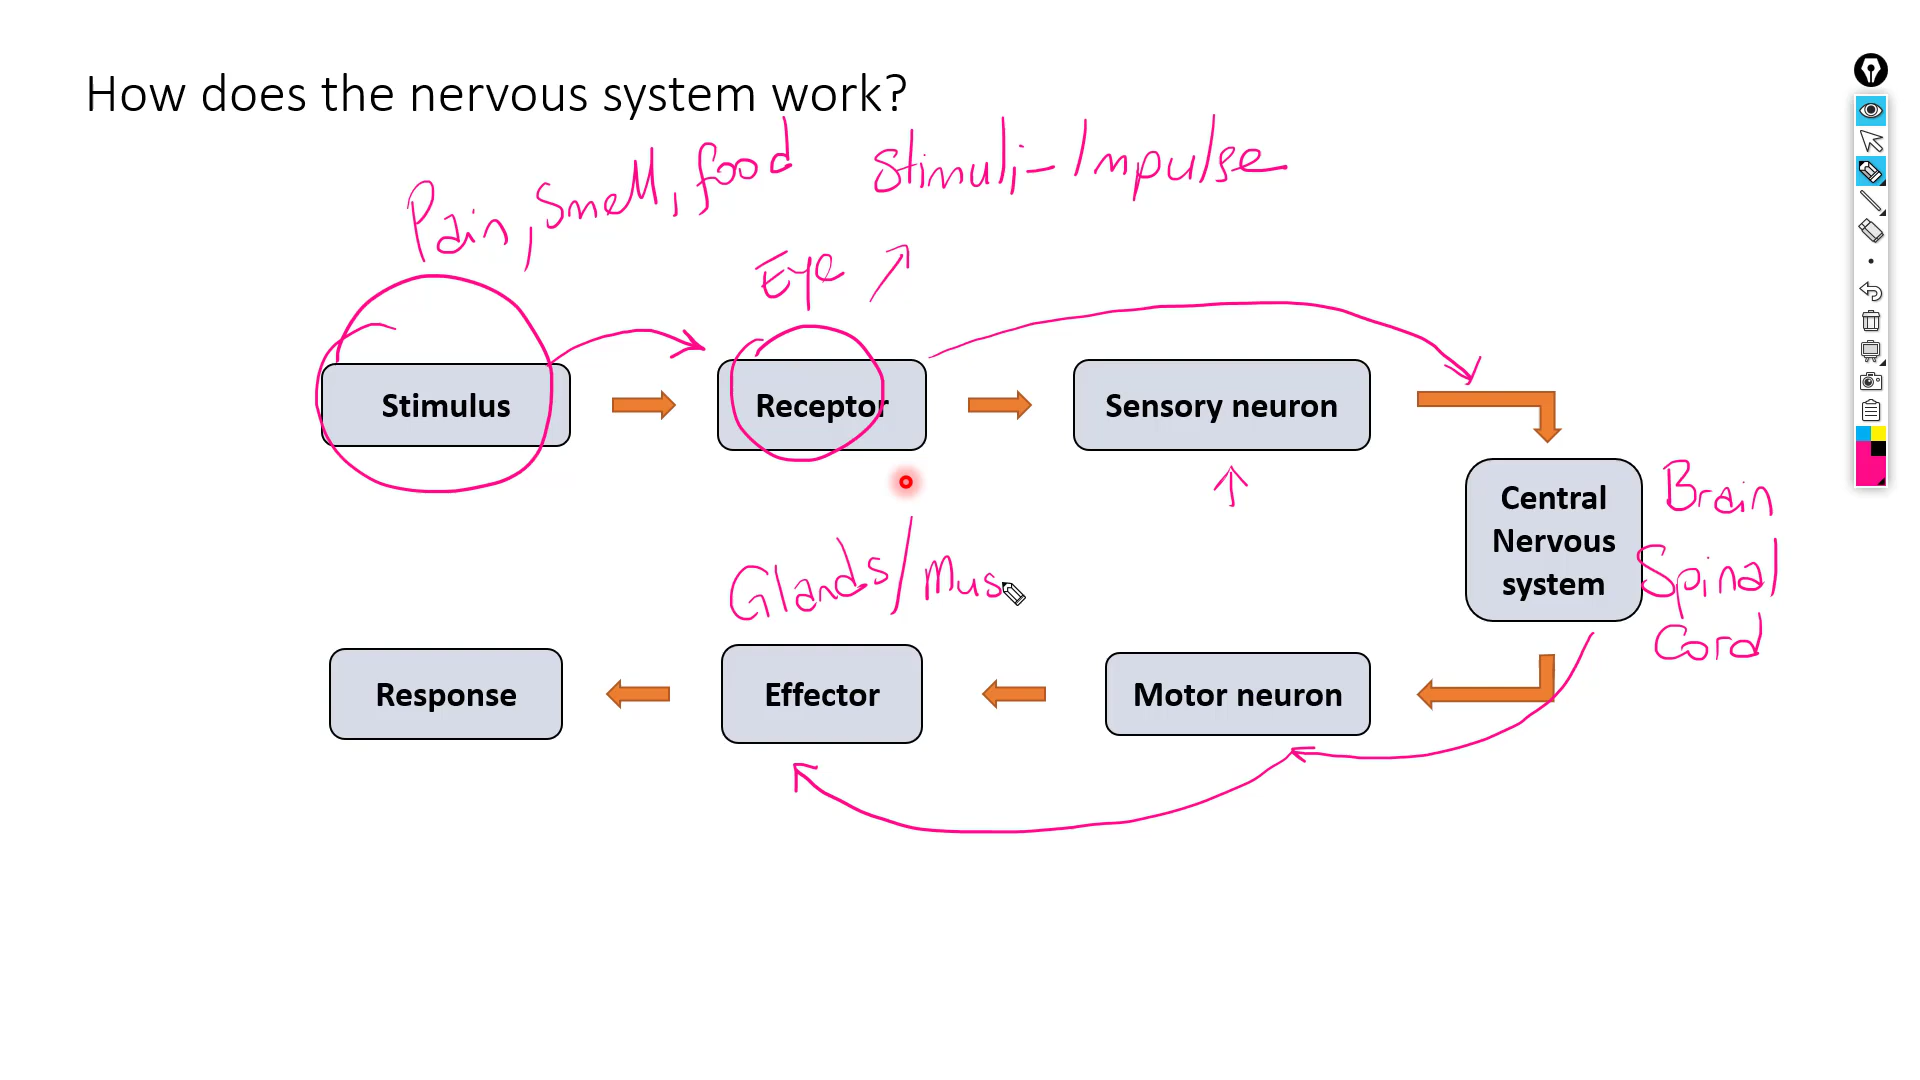 How does the nervous system work?
Pain, Smell, food
Stimuli-Impulse
Eye
Stimulus
Receptor
Sensory neuron
Central
Nervous
system
Brain
Spinal
Cord
Glands/Mus
Response
Effector
Motor neuron